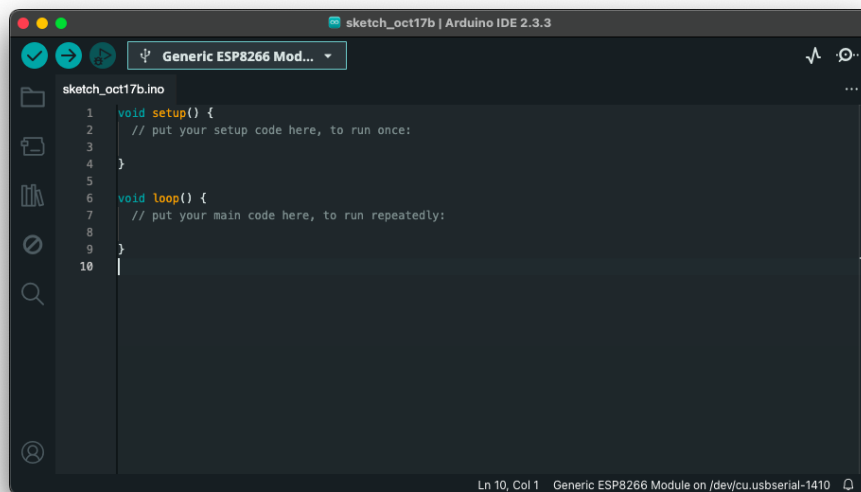 sketch_oct17b | Arduino IDE 2.3.3
Generic ESP8266 Mod...
sketch_oct17b.ino
...
1 void setup() {
2 // put your setup code here, to run once:
3
4 }
5
6 void loop() {
7 // put your main code here, to run repeatedly:
8
9 }
10
Ln 10, Col 1 Generic ESP8266 Module on /dev/cu.usbserial-1410